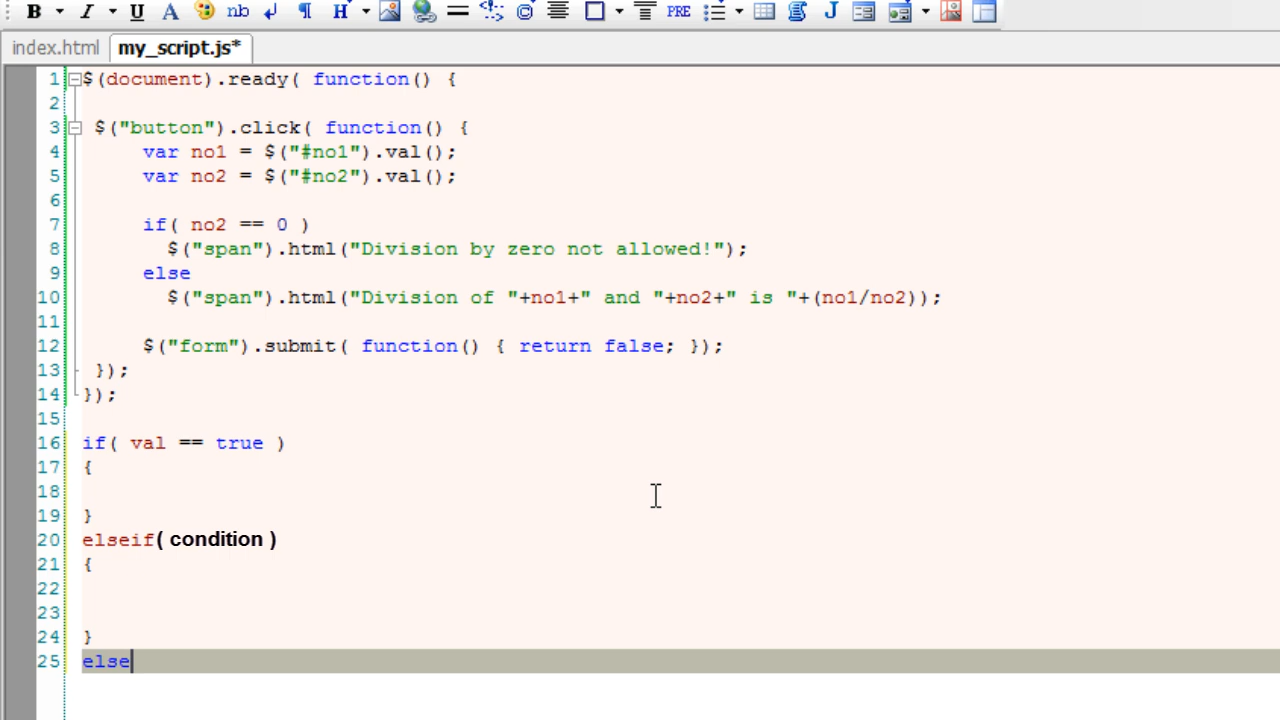 B I U A nb ¶ H © PRE J
index.html my_script.js*
1 $(document).ready( function() {
2
3 $("button").click( function() {
4 var no1 = $("#no1").val();
5 var no2 = $("#no2").val();
6
7 if( no2 == 0 )
8 $("span").html("Division by zero not allowed!");
9 else
10 $("span").html("Division of "+no1+" and "+no2+" is "+(no1/no2));
11
12 $("form").submit( function() { return false; });
13 });
14 });
15
16 if( val == true )
17 {
18
19 }
20 elseif( condition )
21 {
22
23
24 }
25 else